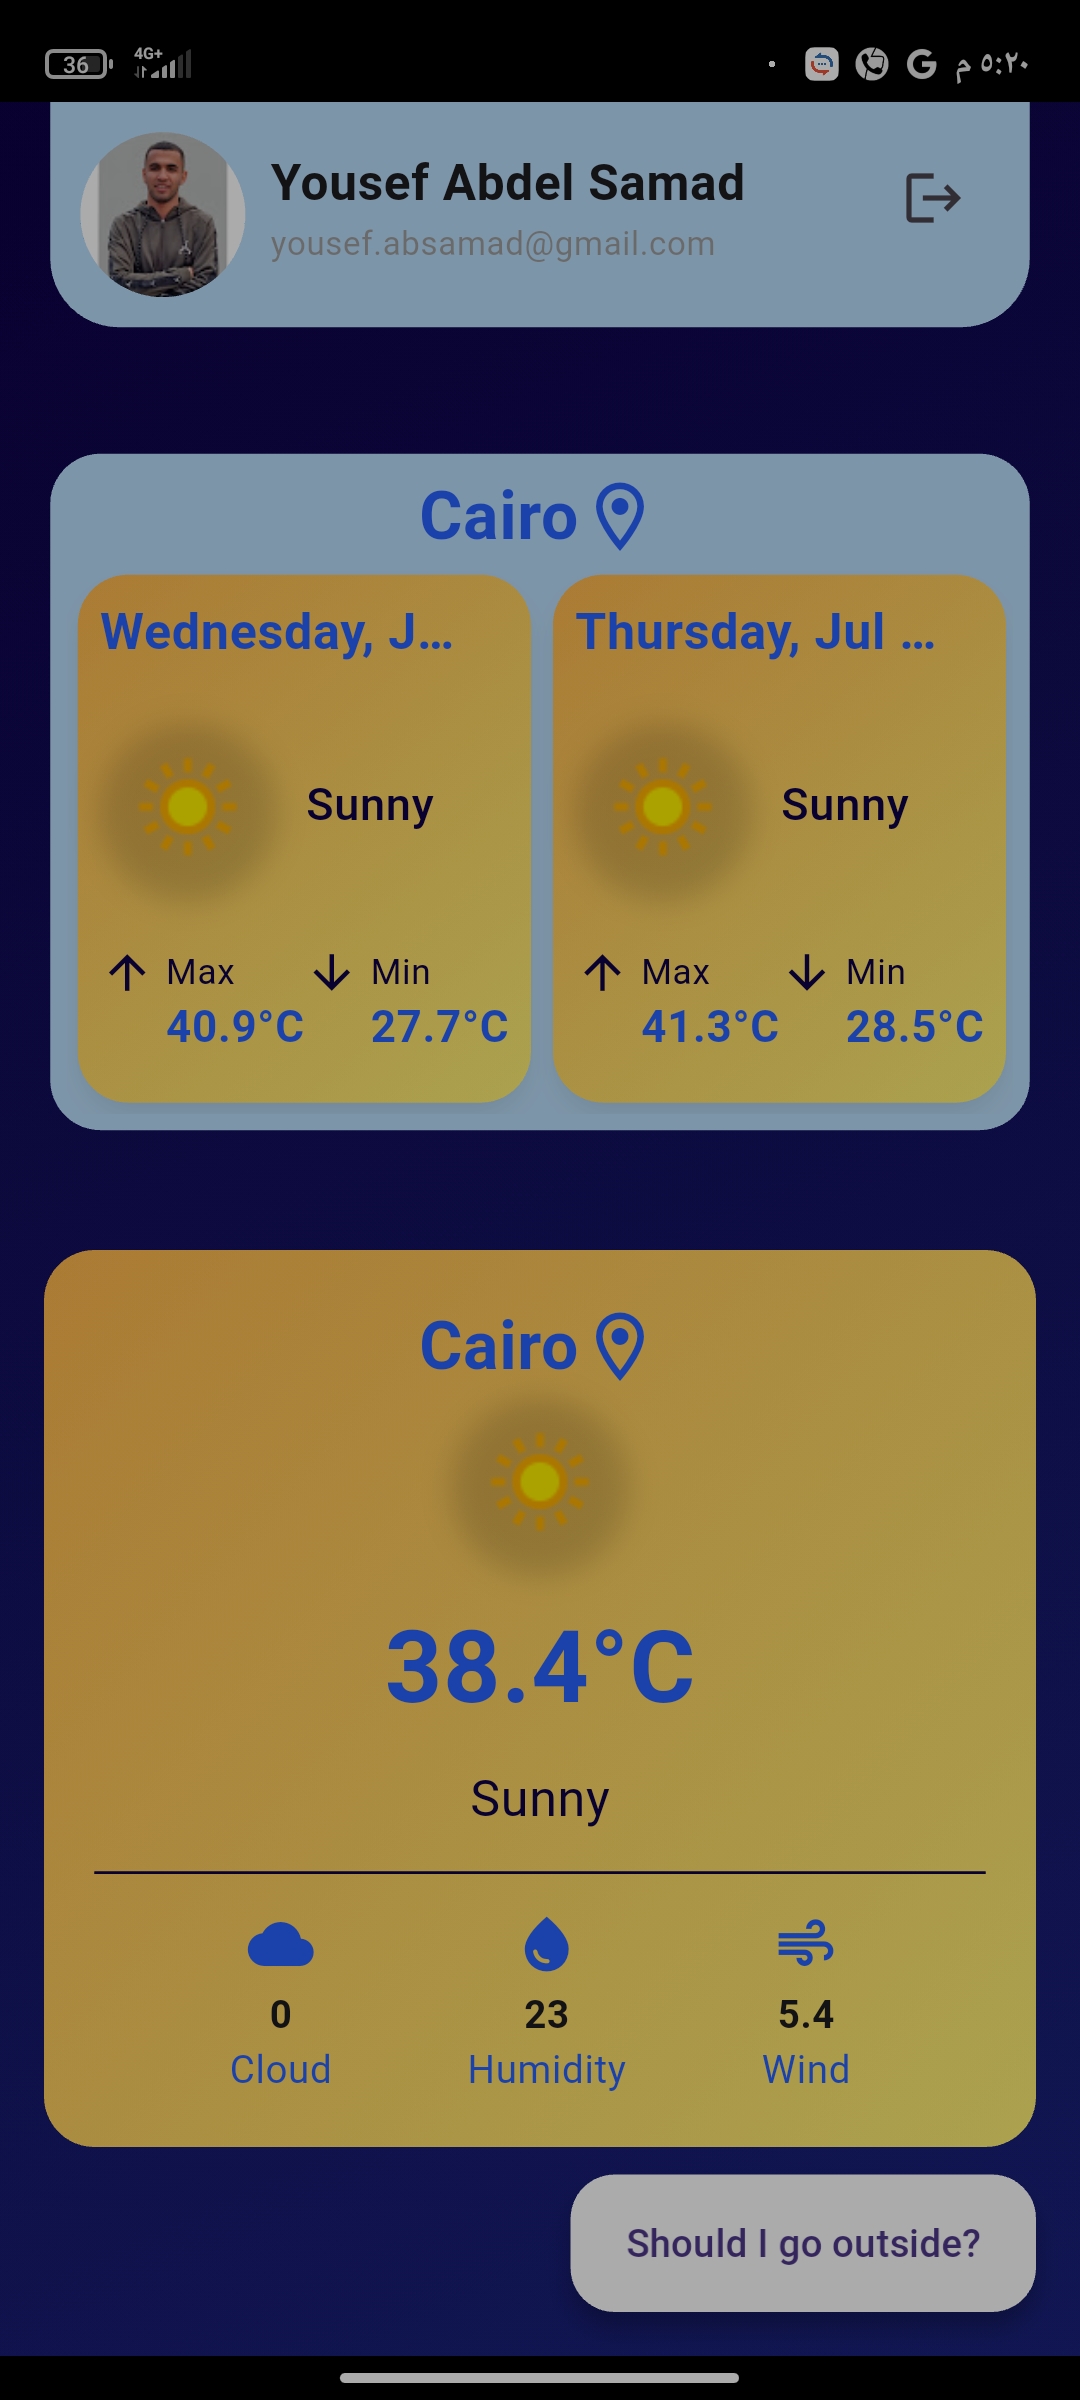 36 4G+ م ٥:٢٠
Yousef Abdel Samad
yousef.absamad@gmail.com
Cairo
Wednesday, J...
Sunny
Max Min
40.9°C 27.7°C
Thursday, Jul ...
Sunny
Max Min
41.3°C 28.5°C
Cairo
38.4°C
Sunny
0 23 5.4
Cloud Humidity Wind
Should I go outside?